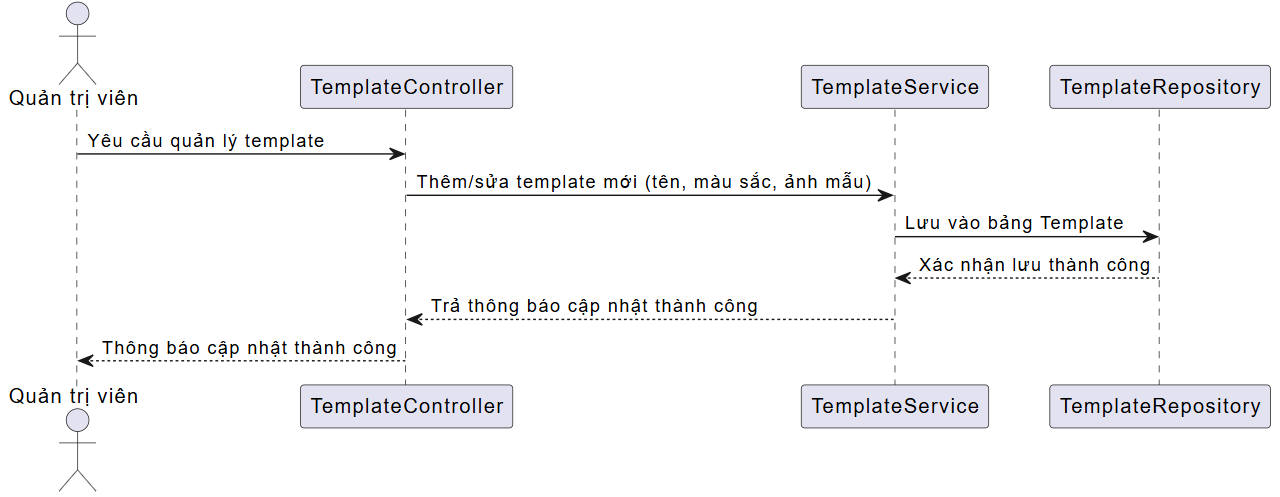 Quản trị viên
TemplateController
TemplateService
TemplateRepository
Yêu cầu quản lý template
Thêm/sửa template mới (tên, màu sắc, ảnh mẫu)
Lưu vào bảng Template
Xác nhận lưu thành công
Trả thông báo cập nhật thành công
Thông báo cập nhật thành công
Quản trị viên
TemplateController
TemplateService
TemplateRepository